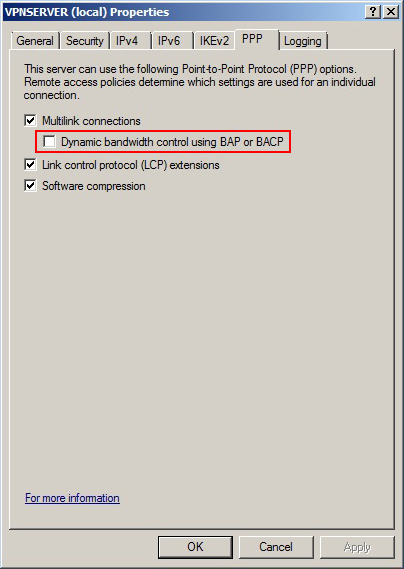 VPNSERVER (local) Properties
General Security IPv4 IPv6 IKEv2 PPP Logging
This server can use the following Point-to-Point Protocol (PPP) options.
Remote access policies determine which settings are used for an individual
connection.
Multilink connections
Dynamic bandwidth control using BAP or BACP
Link control protocol (LCP) extensions
Software compression
For more information
OK Cancel Apply